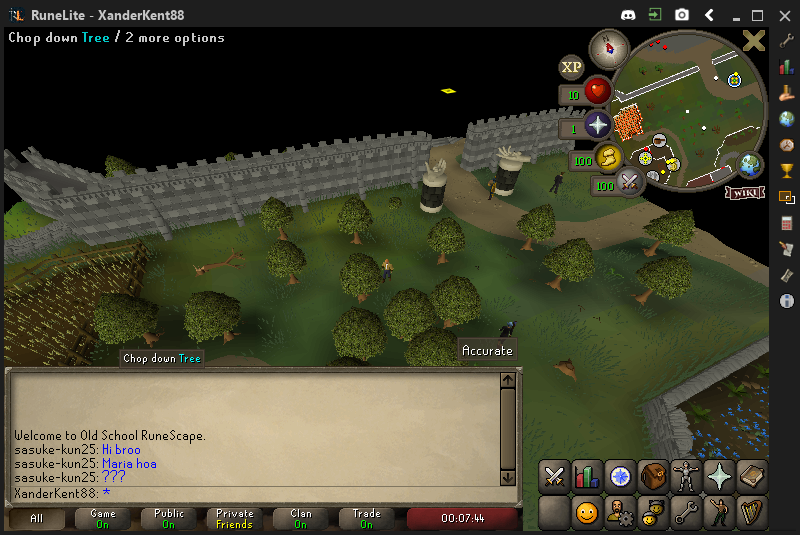 RuneLite - XanderKent88
Chop down Tree / 2 more options
XP
10
1
100
100
WIKI
Chop down Tree
Accurate
Welcome to Old School RuneScape.
sasuke-kun25: Hi broo
sasuke-kun25: Maria hoa
sasuke-kun25: ???
XanderKent88: *
All
Game
On
Public
On
Private
Friends
Clan
On
Trade
On
00:07:44